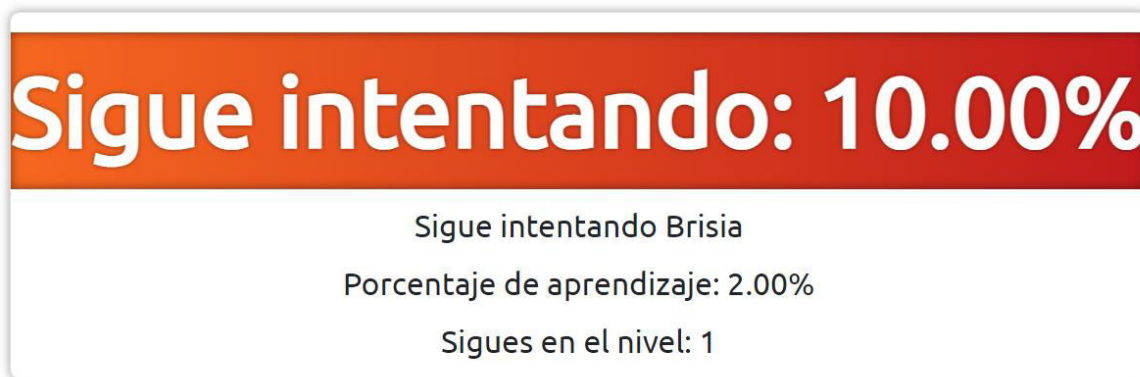 Sigue intentando: 10.00%
Sigue intentando Brisia
Porcentaje de aprendizaje: 2.00%
Sigues en el nivel: 1